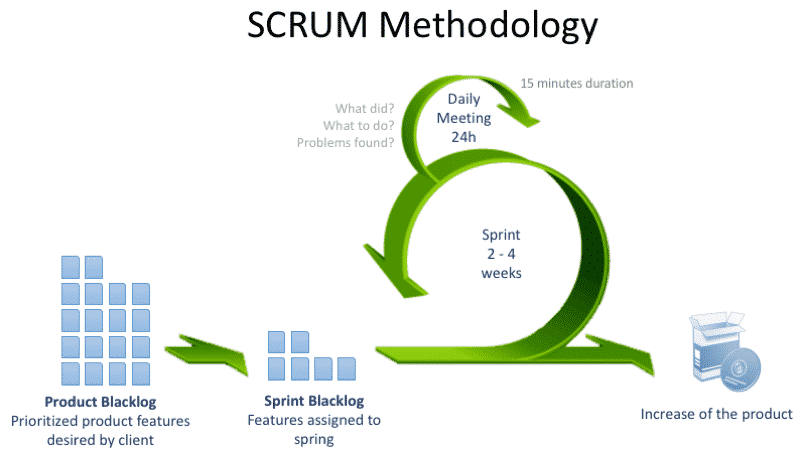 SCRUM Methodology
15 minutes duration
What did?
What to do?
Problems found?
Daily
Meeting
24h
Sprint
2 - 4
weeks
Product Blacklog
Prioritized product features
desired by client
Sprint Blacklog
Features assigned to
spring
Increase of the product